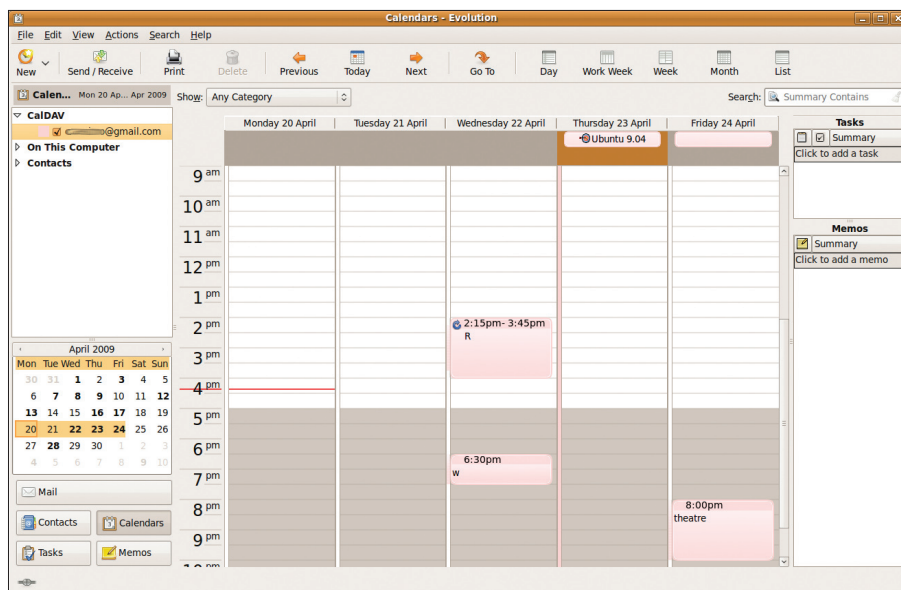 Calendars - Evolution
File Edit View Actions Search Help
New Send / Receive Print Delete Previous Today Next Go To Day Work Week Week Month List
Calen... Mon 20 Ap... Apr 2009 Show: Any Category Search: Summary Contains
CalDAV
@gmail.com
On This Computer
Contacts
Monday 20 April Tuesday 21 April Wednesday 22 April Thursday 23 April Friday 24 April
Ubuntu 9.04
9 am
10 am
11 am
12 pm
1 pm
2 pm
3 pm
4 pm
5 pm
6 pm
7 pm
8 pm
9 pm
2:15pm- 3:45pm
R
6:30pm
w
8:00pm
theatre
Tasks
Summary
Click to add a task
Memos
Summary
Click to add a memo
April 2009
Mon Tue Wed Thu Fri Sat Sun
30 31 1 2 3 4 5
6 7 8 9 10 11 12
13 14 15 16 17 18 19
20 21 22 23 24 25 26
27 28 29 30 1 2 3
4 5 6 7 8 9 10
Mail
Contacts Calendars
Tasks Memos